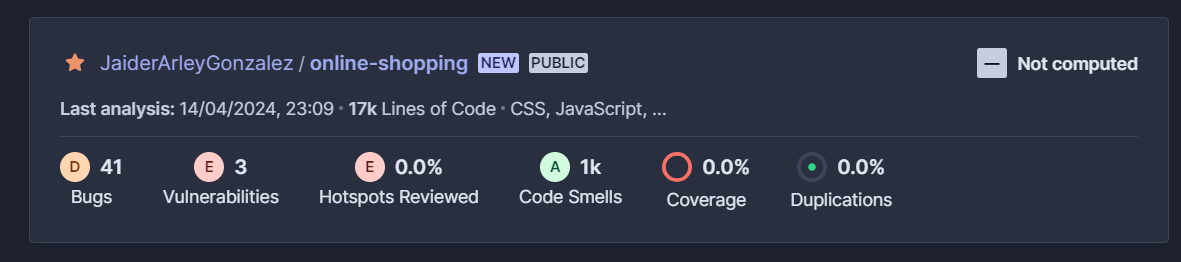 JaiderArleyGonzalez / online-shopping NEW PUBLIC
Not computed
Last analysis: 14/04/2024, 23:09 • 17k Lines of Code • CSS, JavaScript, ...
D 41
Bugs
E 3
Vulnerabilities
E 0.0%
Hotspots Reviewed
A 1k
Code Smells
0.0%
Coverage
0.0%
Duplications